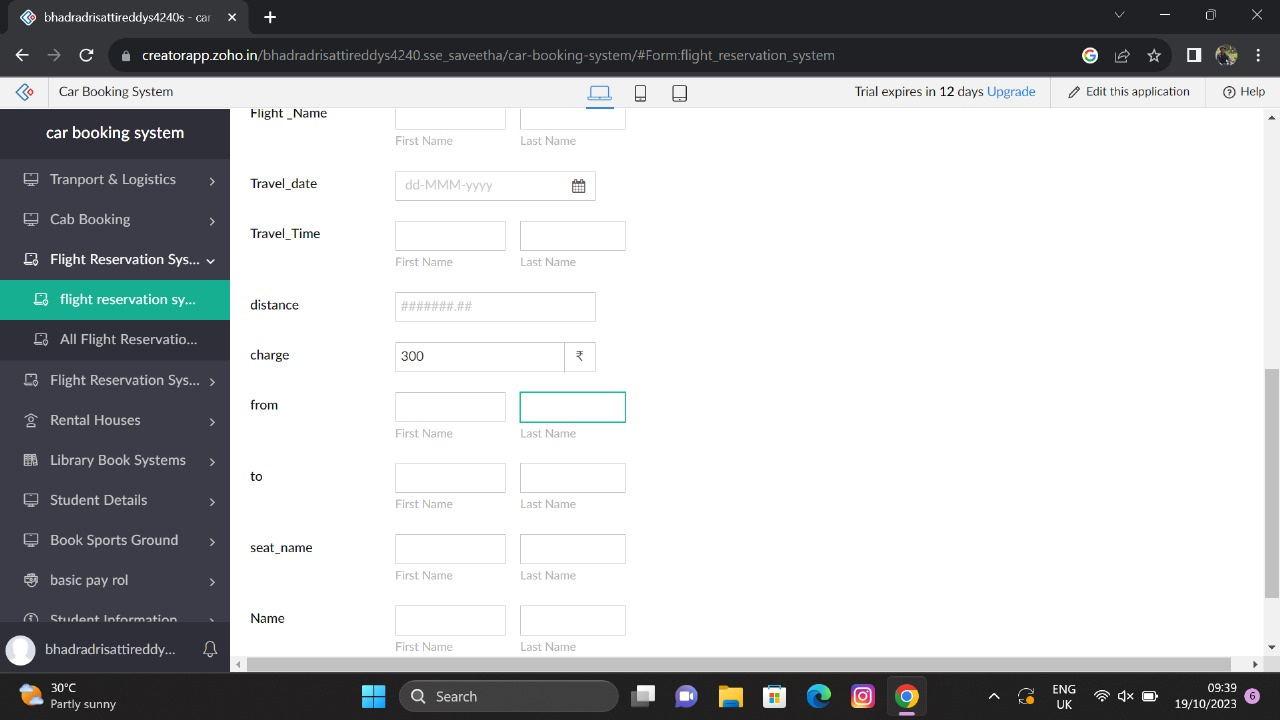 bhadradrisattireddys4240s - car
creatorapp.zoho.in/bhadradrisattireddys4240.sse_saveetha/car-booking-system/#Form:flight_reservation_system
Car Booking System
Trial expires in 12 days Upgrade
Edit this application
Help
car booking system
Tranport & Logistics
Cab Booking
Flight Reservation Sys...
flight reservation sy...
All Flight Reservatio...
Flight Reservation Sys...
Rental Houses
Library Book Systems
Student Details
Book Sports Ground
basic pay rol
Student Information
bhadradrisattireddy...
Flight _Name
First Name
Last Name
Travel_date
dd-MMM-yyyy
Travel_Time
First Name
Last Name
distance
#######.##
charge
300
₹
from
First Name
Last Name
to
First Name
Last Name
seat_name
First Name
Last Name
Name
First Name
Last Name
30°C
Partly sunny
Search
ENG
UK
09:39
19/10/2023
6